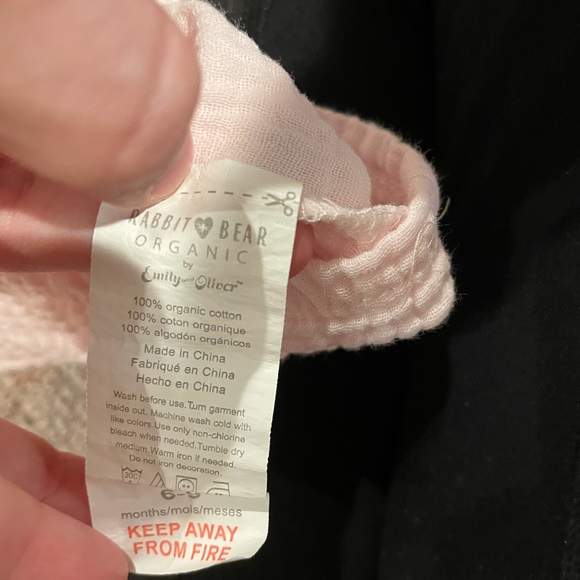 RABBIT BEAR
ORGANIC
by
Emily and Oliver™
100% organic cotton
100% coton organique
100% algodón orgánicos
Made in China
Fabriqué en China
Hecho en China
Wash before use.Turn garment
inside out. Machine wash cold with
like colors.Use only non-chlorine
bleach when needed.Tumble dry
medium.Warm iron if needed.
Do not iron decoration.
30C
months/mois/meses
KEEP AWAY
FROM FIRE